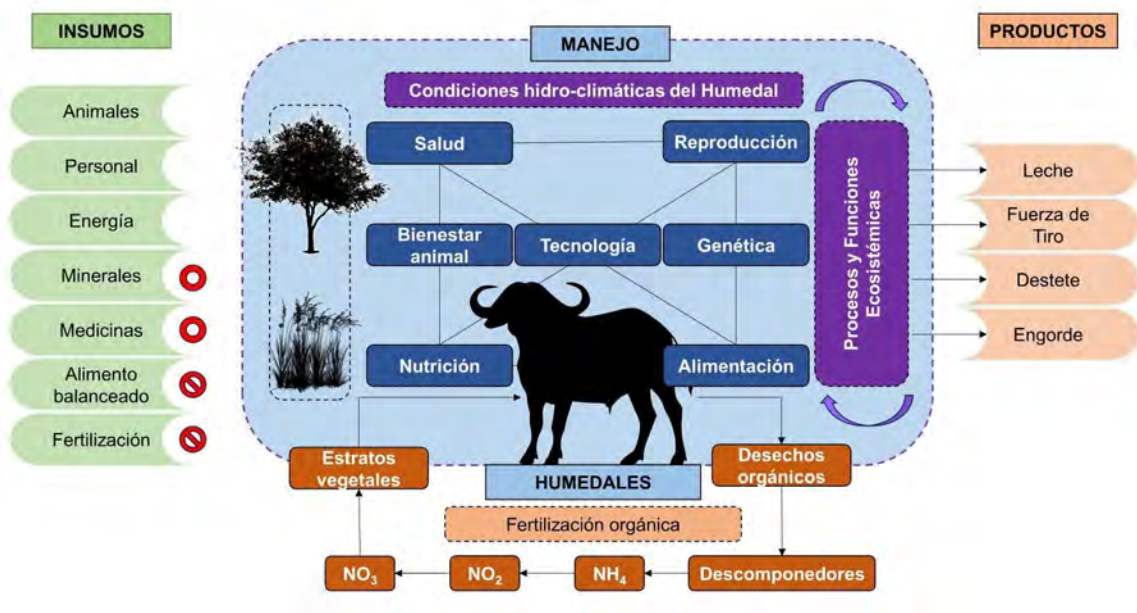 INSUMOS
MANEJO
PRODUCTOS
Condiciones hidro-climáticas del Humedal
Animales
Personal
Energía
Minerales
Medicinas
Alimento
balanceado
Fertilización
Salud
Reproducción
Bienestar
animal
Tecnología
Genética
Nutrición
Alimentación
Procesos y Funciones
Ecosistémicas
Leche
Fuerza de
Tiro
Destete
Engorde
Estratos
vegetales
HUMEDALES
Desechos
orgánicos
Fertilización orgánica
NO₃
NO₂
NH₄
Descomponedores